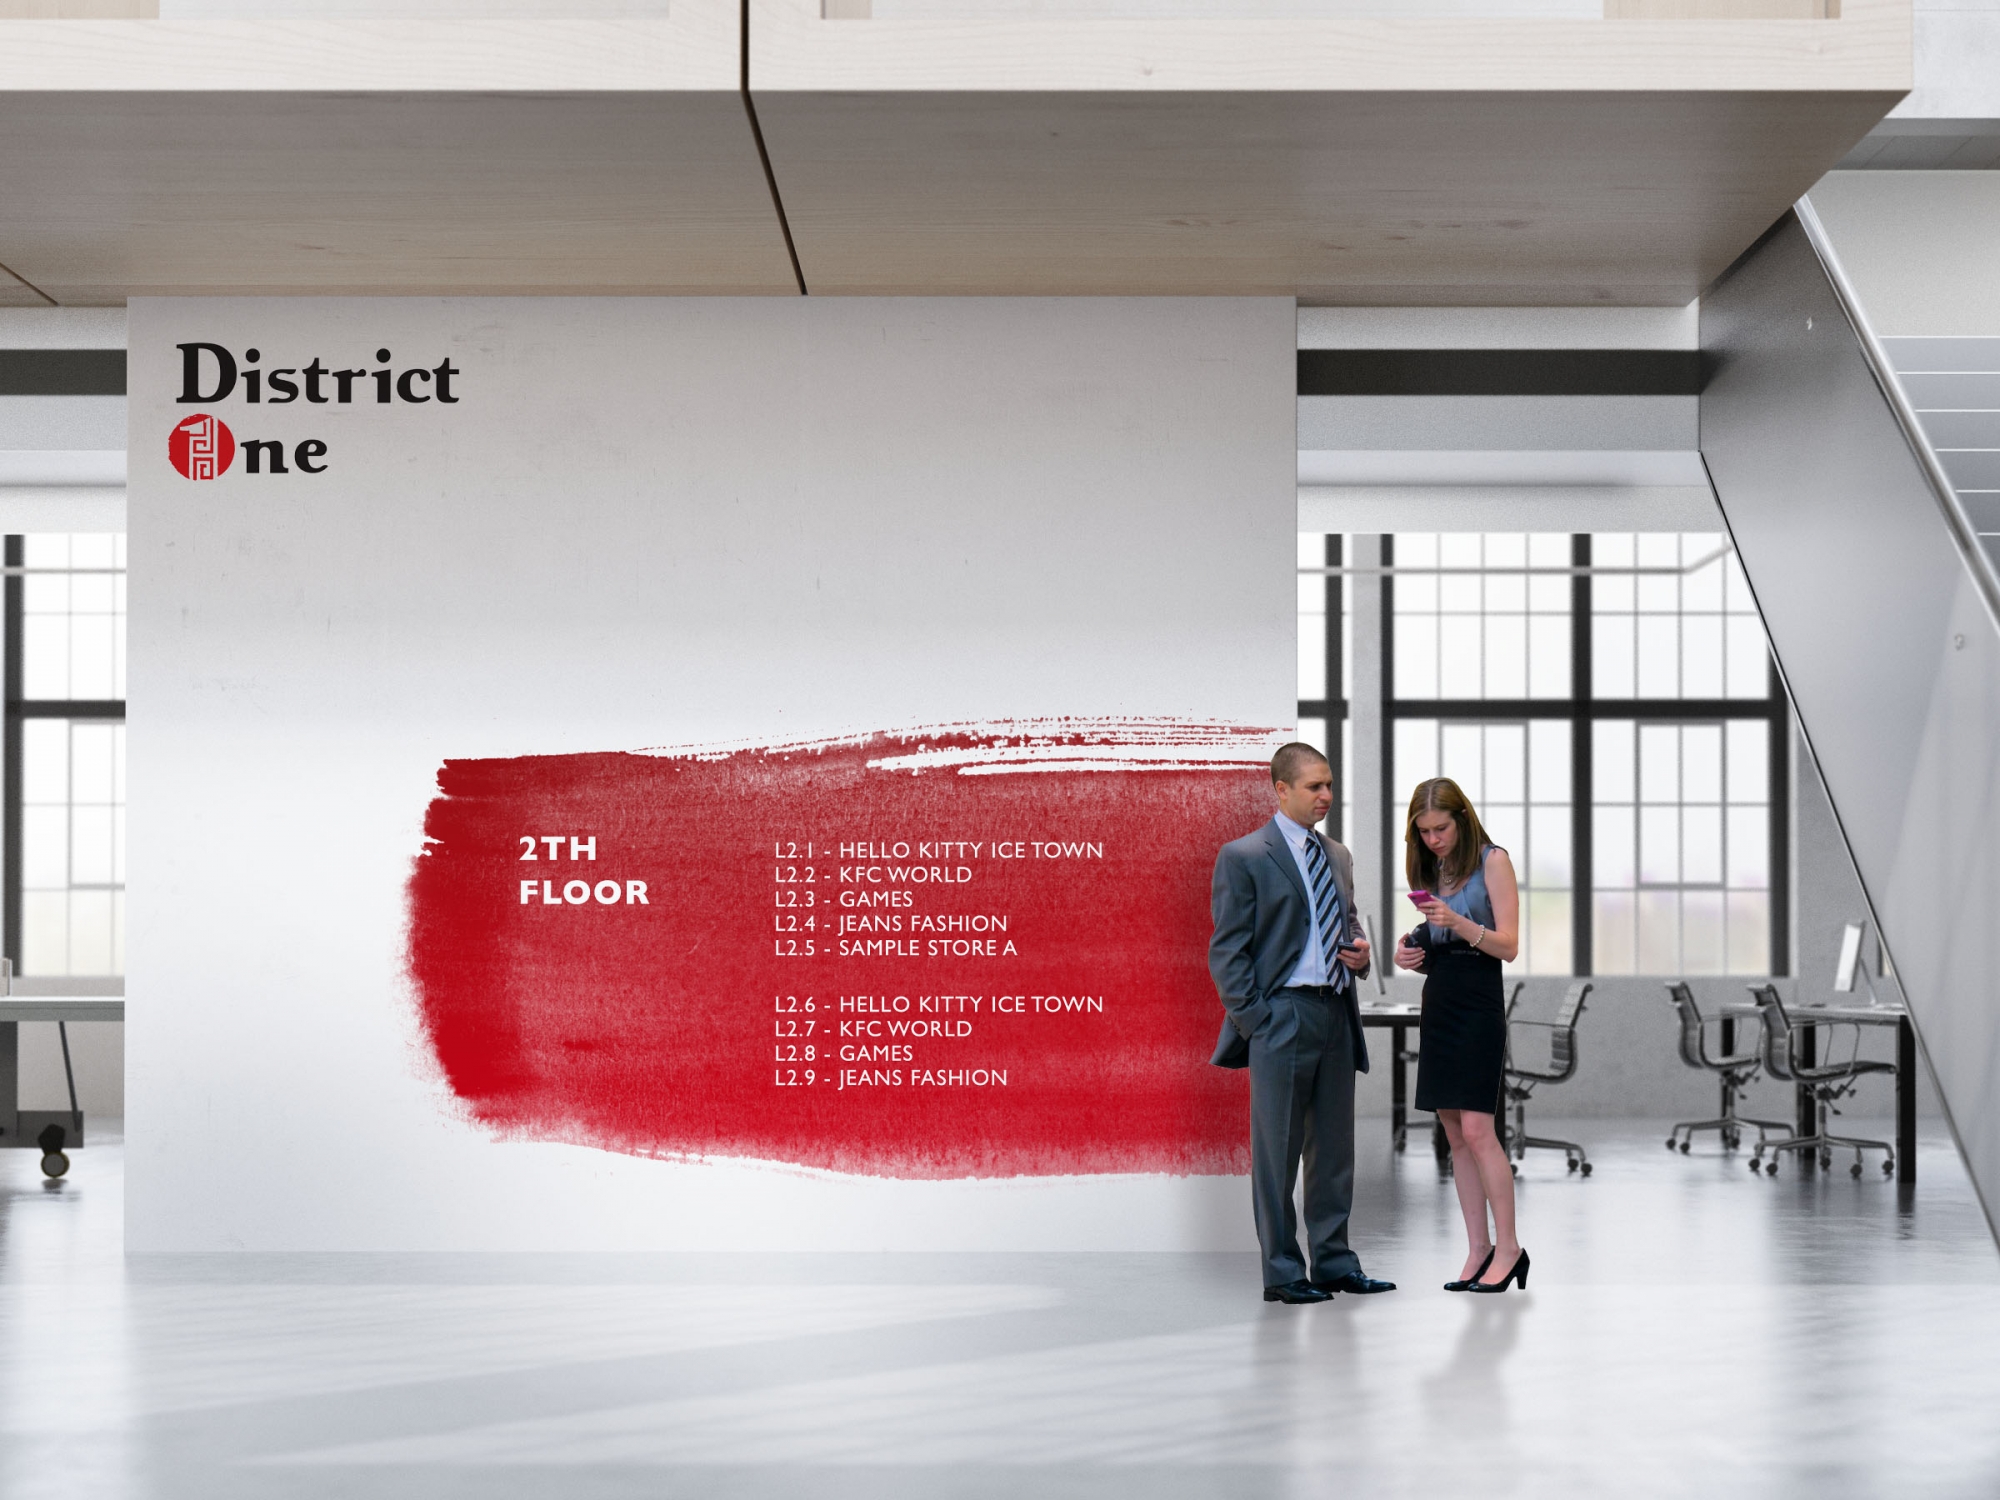 District
One
2TH
FLOOR
L2.1 - HELLO KITTY ICE TOWN
L2.2 - KFC WORLD
L2.3 - GAMES
L2.4 - JEANS FASHION
L2.5 - SAMPLE STORE A
L2.6 - HELLO KITTY ICE TOWN
L2.7 - KFC WORLD
L2.8 - GAMES
L2.9 - JEANS FASHION